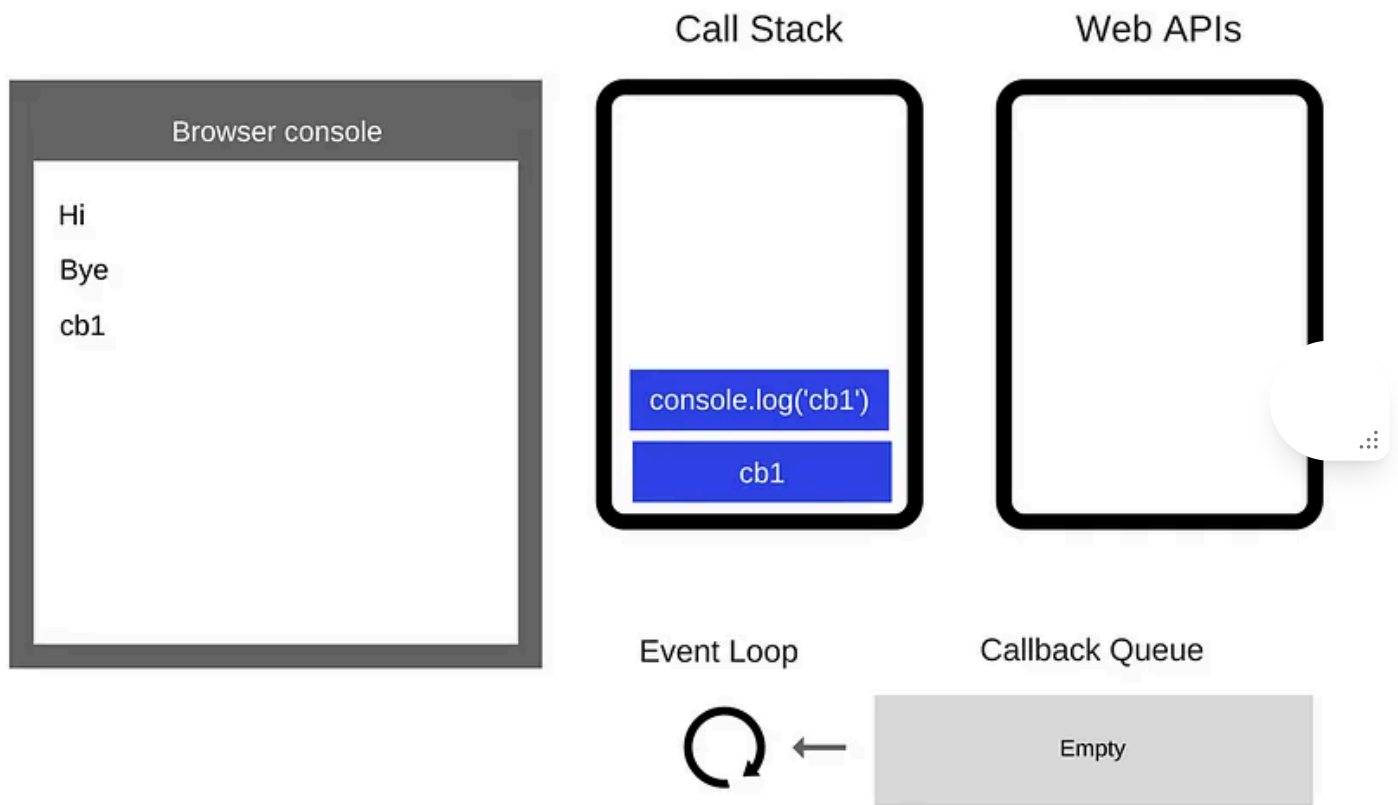 Call Stack
Web APIs
Browser console
Hi
Bye
cb1
console.log('cb1')
cb1
Event Loop
Callback Queue
Empty